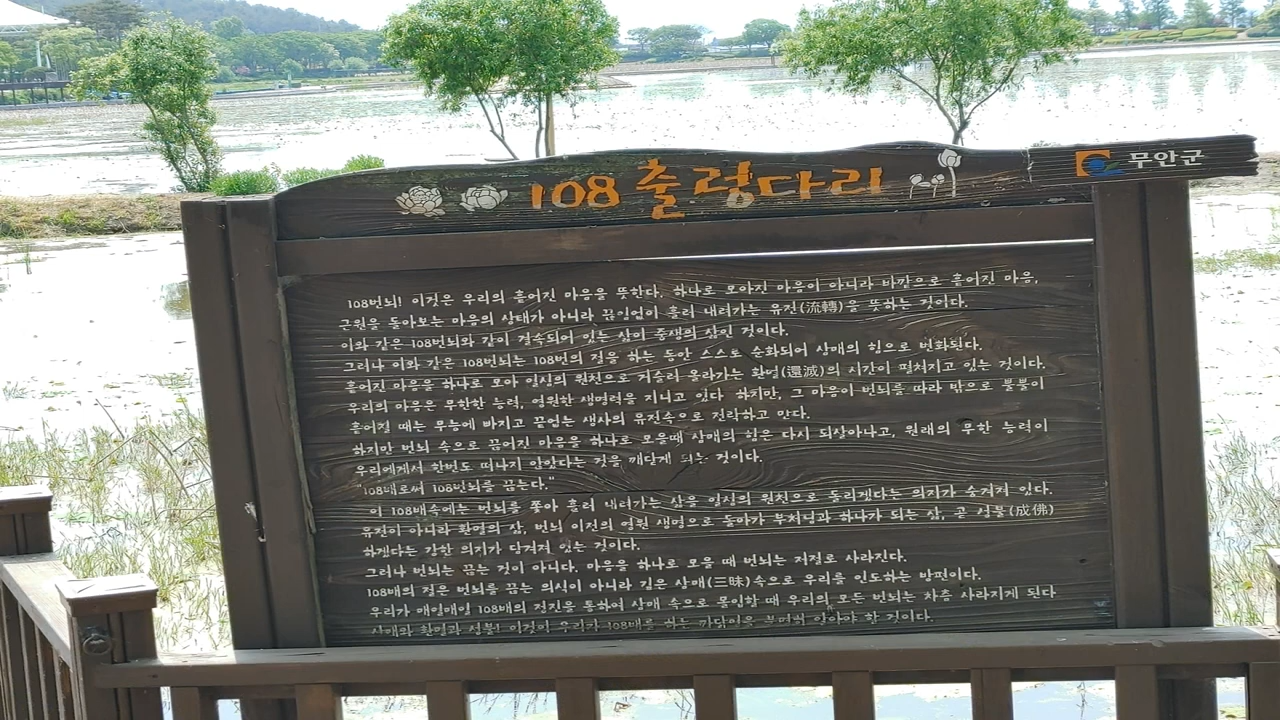 108 출렁다리
무안군
108번뇌! 이것은 우리의 흩어진 마음을 뜻한다. 하나로 모아진 마음이 아니라 바깥으로 흩어진 마음,
근원을 돌아보는 마음의 상태가 아니라 끊임없이 흘러 내려가는 유전(流轉)을 뜻하는 것이다.
이와 같은 108번뇌와 같이 결속되어 있는 삶이 중생의 삶인 것이다.
그러나 이와 같은 108번뇌는 108번의 절을 하는 동안 스스로 순화되어 삼매의 힘으로 변화된다.
흩어진 마음을 하나로 모아 일심의 원천으로 거슬러 올라가는 환멸(還滅)의 시간이 펼쳐지고 있는 것이다.
우리의 마음은 무한한 능력, 영원한 생명력을 지니고 있다 하지만, 그 마음이 번뇌를 따라 밖으로 뿔뿔이
흩어질 때는 무능에 빠지고 끝없는 생사의 유전속으로 전락하고 만다.
하지만 번뇌 속으로 끊어진 마음을 하나로 모을때 삼매의 힘은 다시 되살아나고, 원래의 무한 능력이
우리에게서 한번도 떠나지 않았다는 것을 깨닫게 되는 것이다.
"108배로써 108번뇌를 끊는다."
이 108배속에는 번뇌를 쫓아 흘러 내려가는 삶을 일심의 원천으로 돌리겠다는 의지가 숨겨져 있다.
유전이 아니라 환멸의 삶, 번뇌 이전의 영원 생명으로 돌아가 부처님과 하나가 되는 삶, 곧 성불(成佛)
하겠다는 강한 의지가 담겨져 있는 것이다.
그러나 번뇌는 끊는 것이 아니다. 마음을 하나로 모을 때 번뇌는 저절로 사라진다.
108배의 절은 번뇌를 끊는 의식이 아니라 깊은 삼매(三昧)속으로 우리를 인도하는 방편이다.
우리가 매일매일 108배의 정진을 통하여 삼매 속으로 몰입할 때 우리의 모든 번뇌는 차츰 사라지게 된다
삼매와 환멸과 성불! 이것이 우리가 108배를 하는 까닭임을 분명히 알아야 할 것이다.